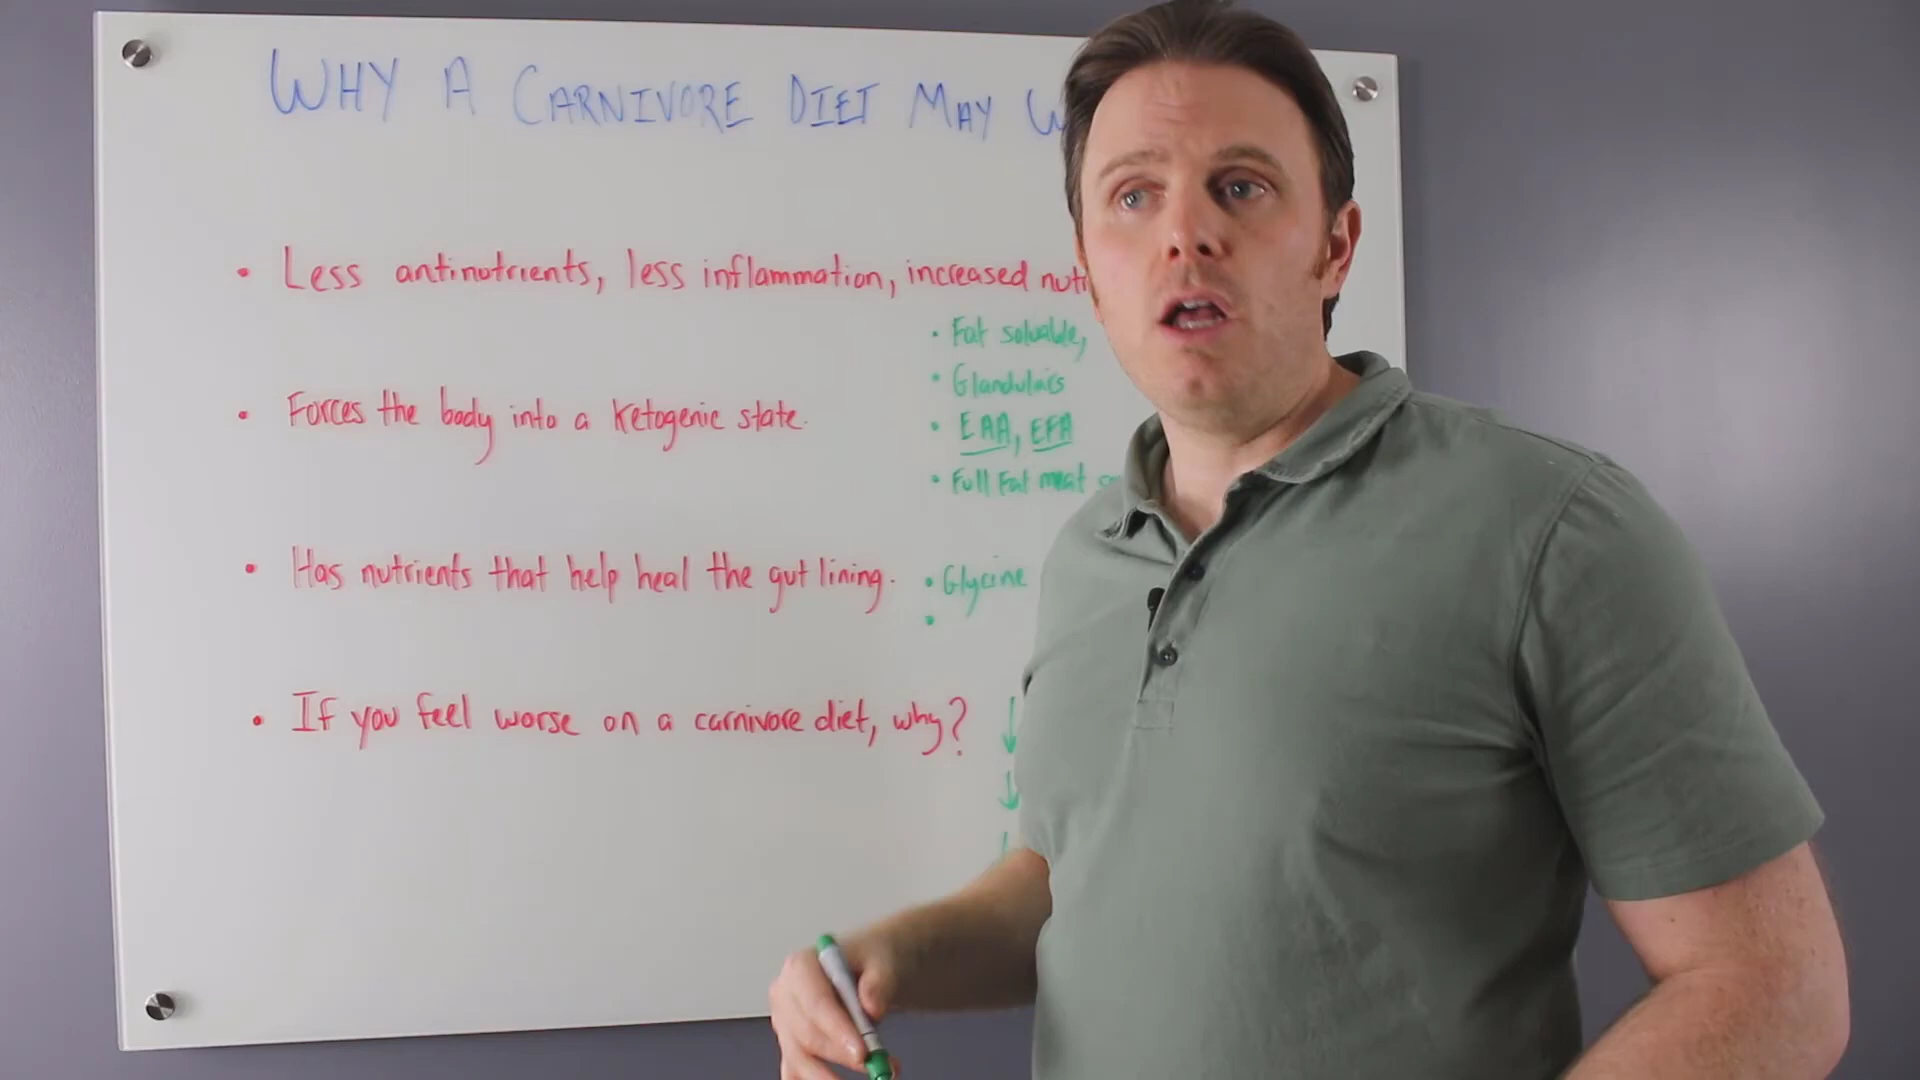 WHY A CARNIVORE DIET MAY W
• Less antinutrients, less inflammation, increased nutr
• Fat soluable,
• Glandulars
• EAA, EFA
• Forces the body into a ketogenic state.
• Full Fat meat
• Has nutrients that help heal the gut lining.
• Glycine
• If you feel worse on a carnivore diet, why?